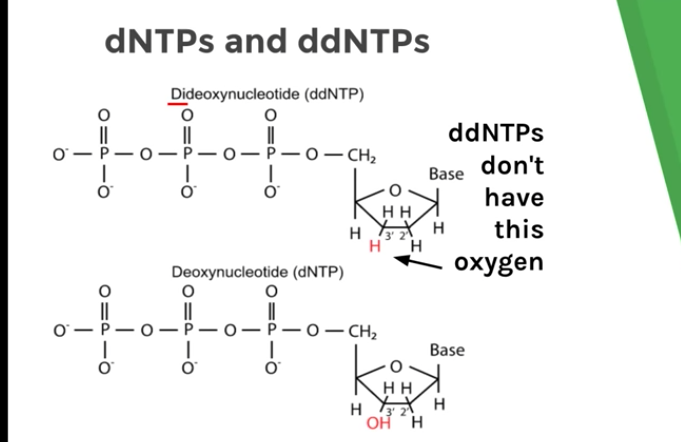 dNTPs and ddNTPs
Dideoxynucleotide (ddNTP)
O O O
O⁻ — P — O — P — O — P — O — CH₂
O⁻ O⁻ O⁻
Base
O
H H
H 3' 2' H
H H
ddNTPs
don't
have
this
oxygen
Deoxynucleotide (dNTP)
O O O
O⁻ — P — O — P — O — P — O — CH₂
O⁻ O⁻ O⁻
Base
O
H H
H 3' 2' H
OH H